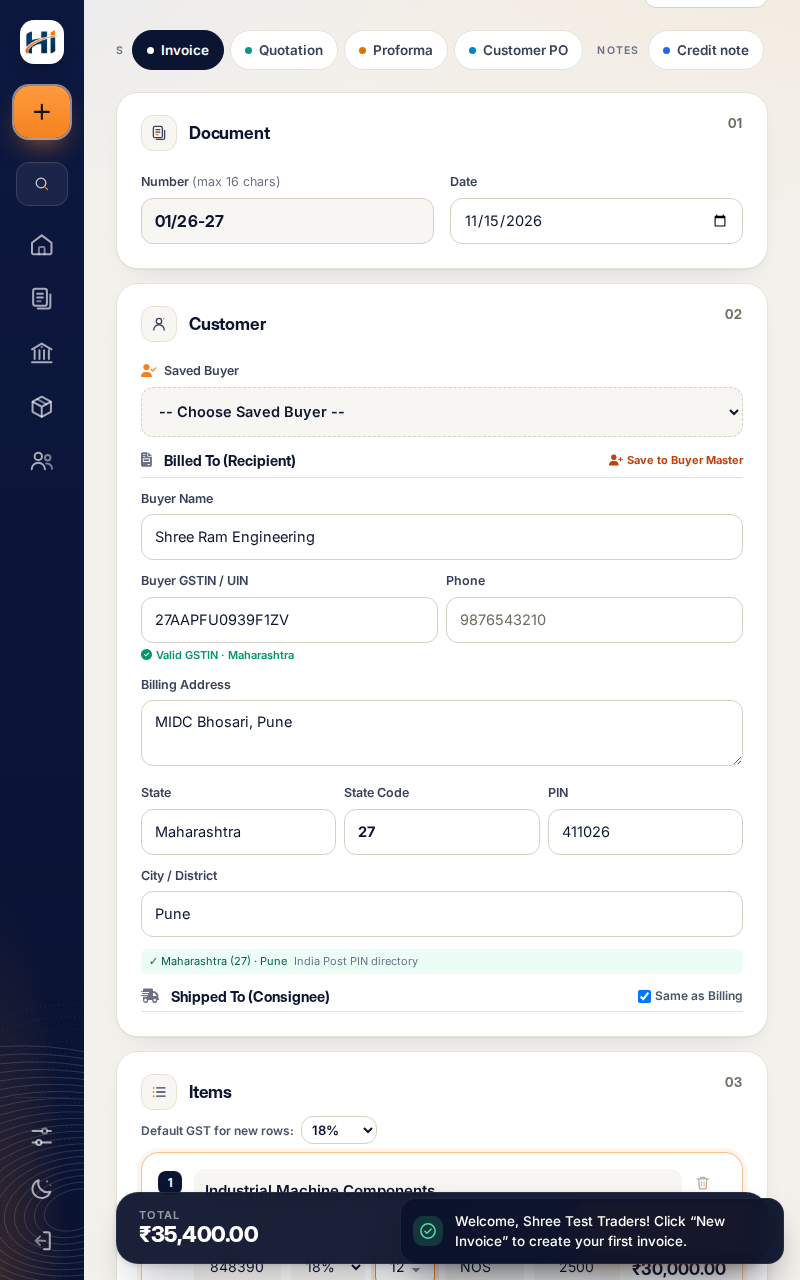 Hi
S
Invoice
Quotation
Proforma
Customer PO
NOTES
Credit note
Document
01
Number (max 16 chars)
Date
01/26-27
11/15/2026
Customer
02
Saved Buyer
-- Choose Saved Buyer --
Billed To (Recipient)
Save to Buyer Master
Buyer Name
Shree Ram Engineering
Buyer GSTIN / UIN
Phone
27AAPFU0939F1ZV
9876543210
Valid GSTIN · Maharashtra
Billing Address
MIDC Bhosari, Pune
State
State Code
PIN
Maharashtra
27
411026
City / District
Pune
✓ Maharashtra (27) · Pune India Post PIN directory
Shipped To (Consignee)
Same as Billing
Items
03
Default GST for new rows:
18%
1
Industrial Machine Components
TOTAL
₹35,400.00
Welcome, Shree Test Traders! Click “New
Invoice” to create your first invoice.
848390
18%
12
NOS
2500
₹30,000.00